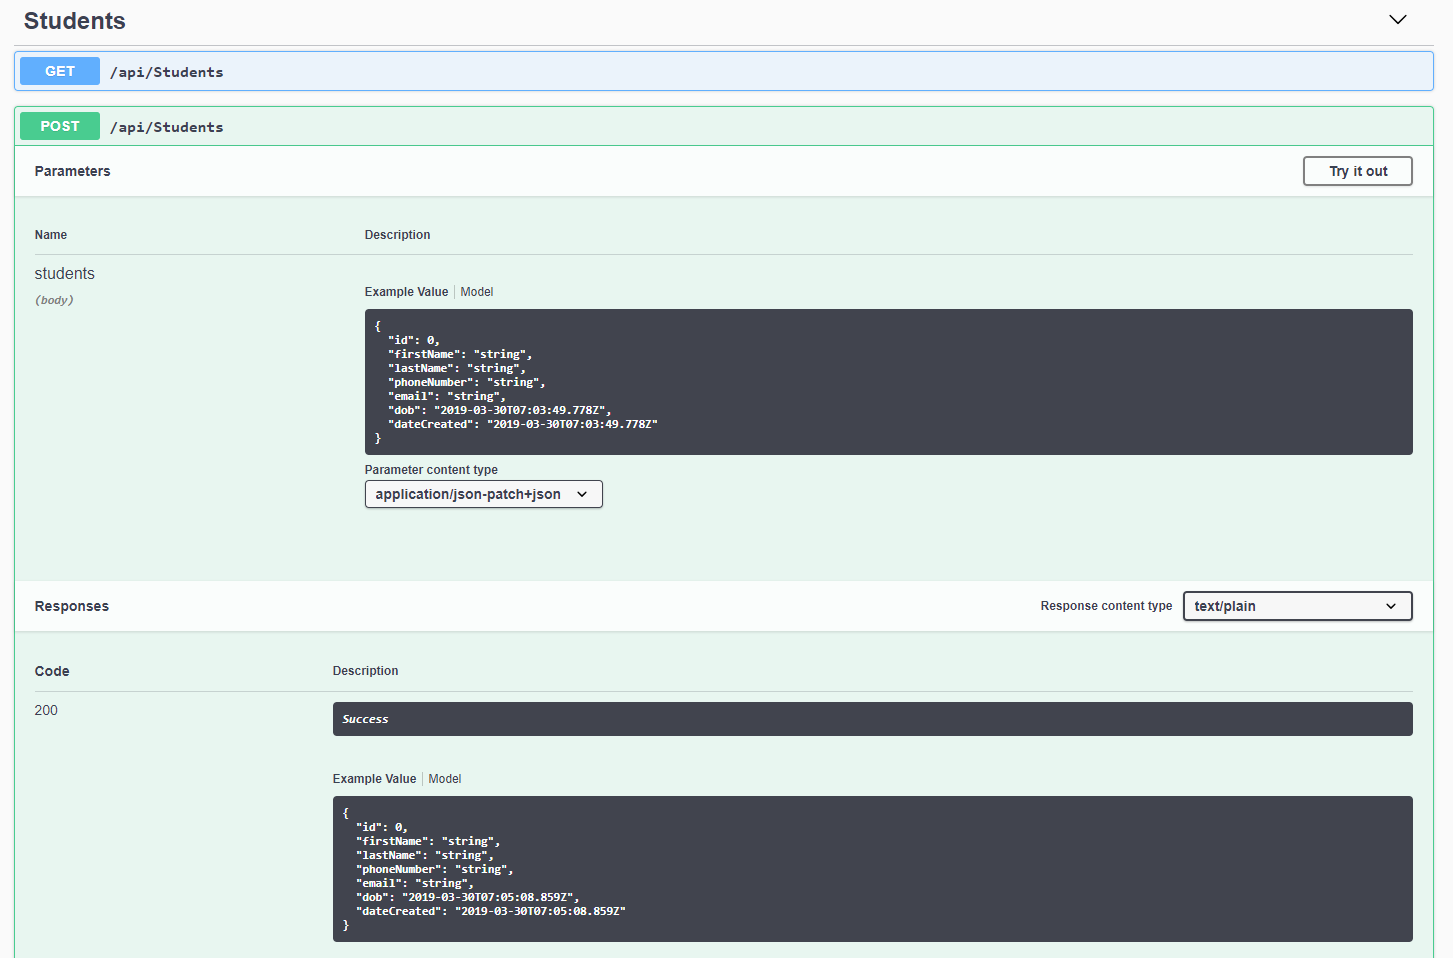 Students
GET /api/Students
POST /api/Students
Parameters Try it out
Name Description
students
(body)
Example Value Model
{
  "id": 0,
  "firstName": "string",
  "lastName": "string",
  "phoneNumber": "string",
  "email": "string",
  "dob": "2019-03-30T07:03:49.778Z",
  "dateCreated": "2019-03-30T07:03:49.778Z"
}
Parameter content type
application/json-patch+json
Responses Response content type text/plain
Code Description
200
Success
Example Value Model
{
  "id": 0,
  "firstName": "string",
  "lastName": "string",
  "phoneNumber": "string",
  "email": "string",
  "dob": "2019-03-30T07:05:08.859Z",
  "dateCreated": "2019-03-30T07:05:08.859Z"
}